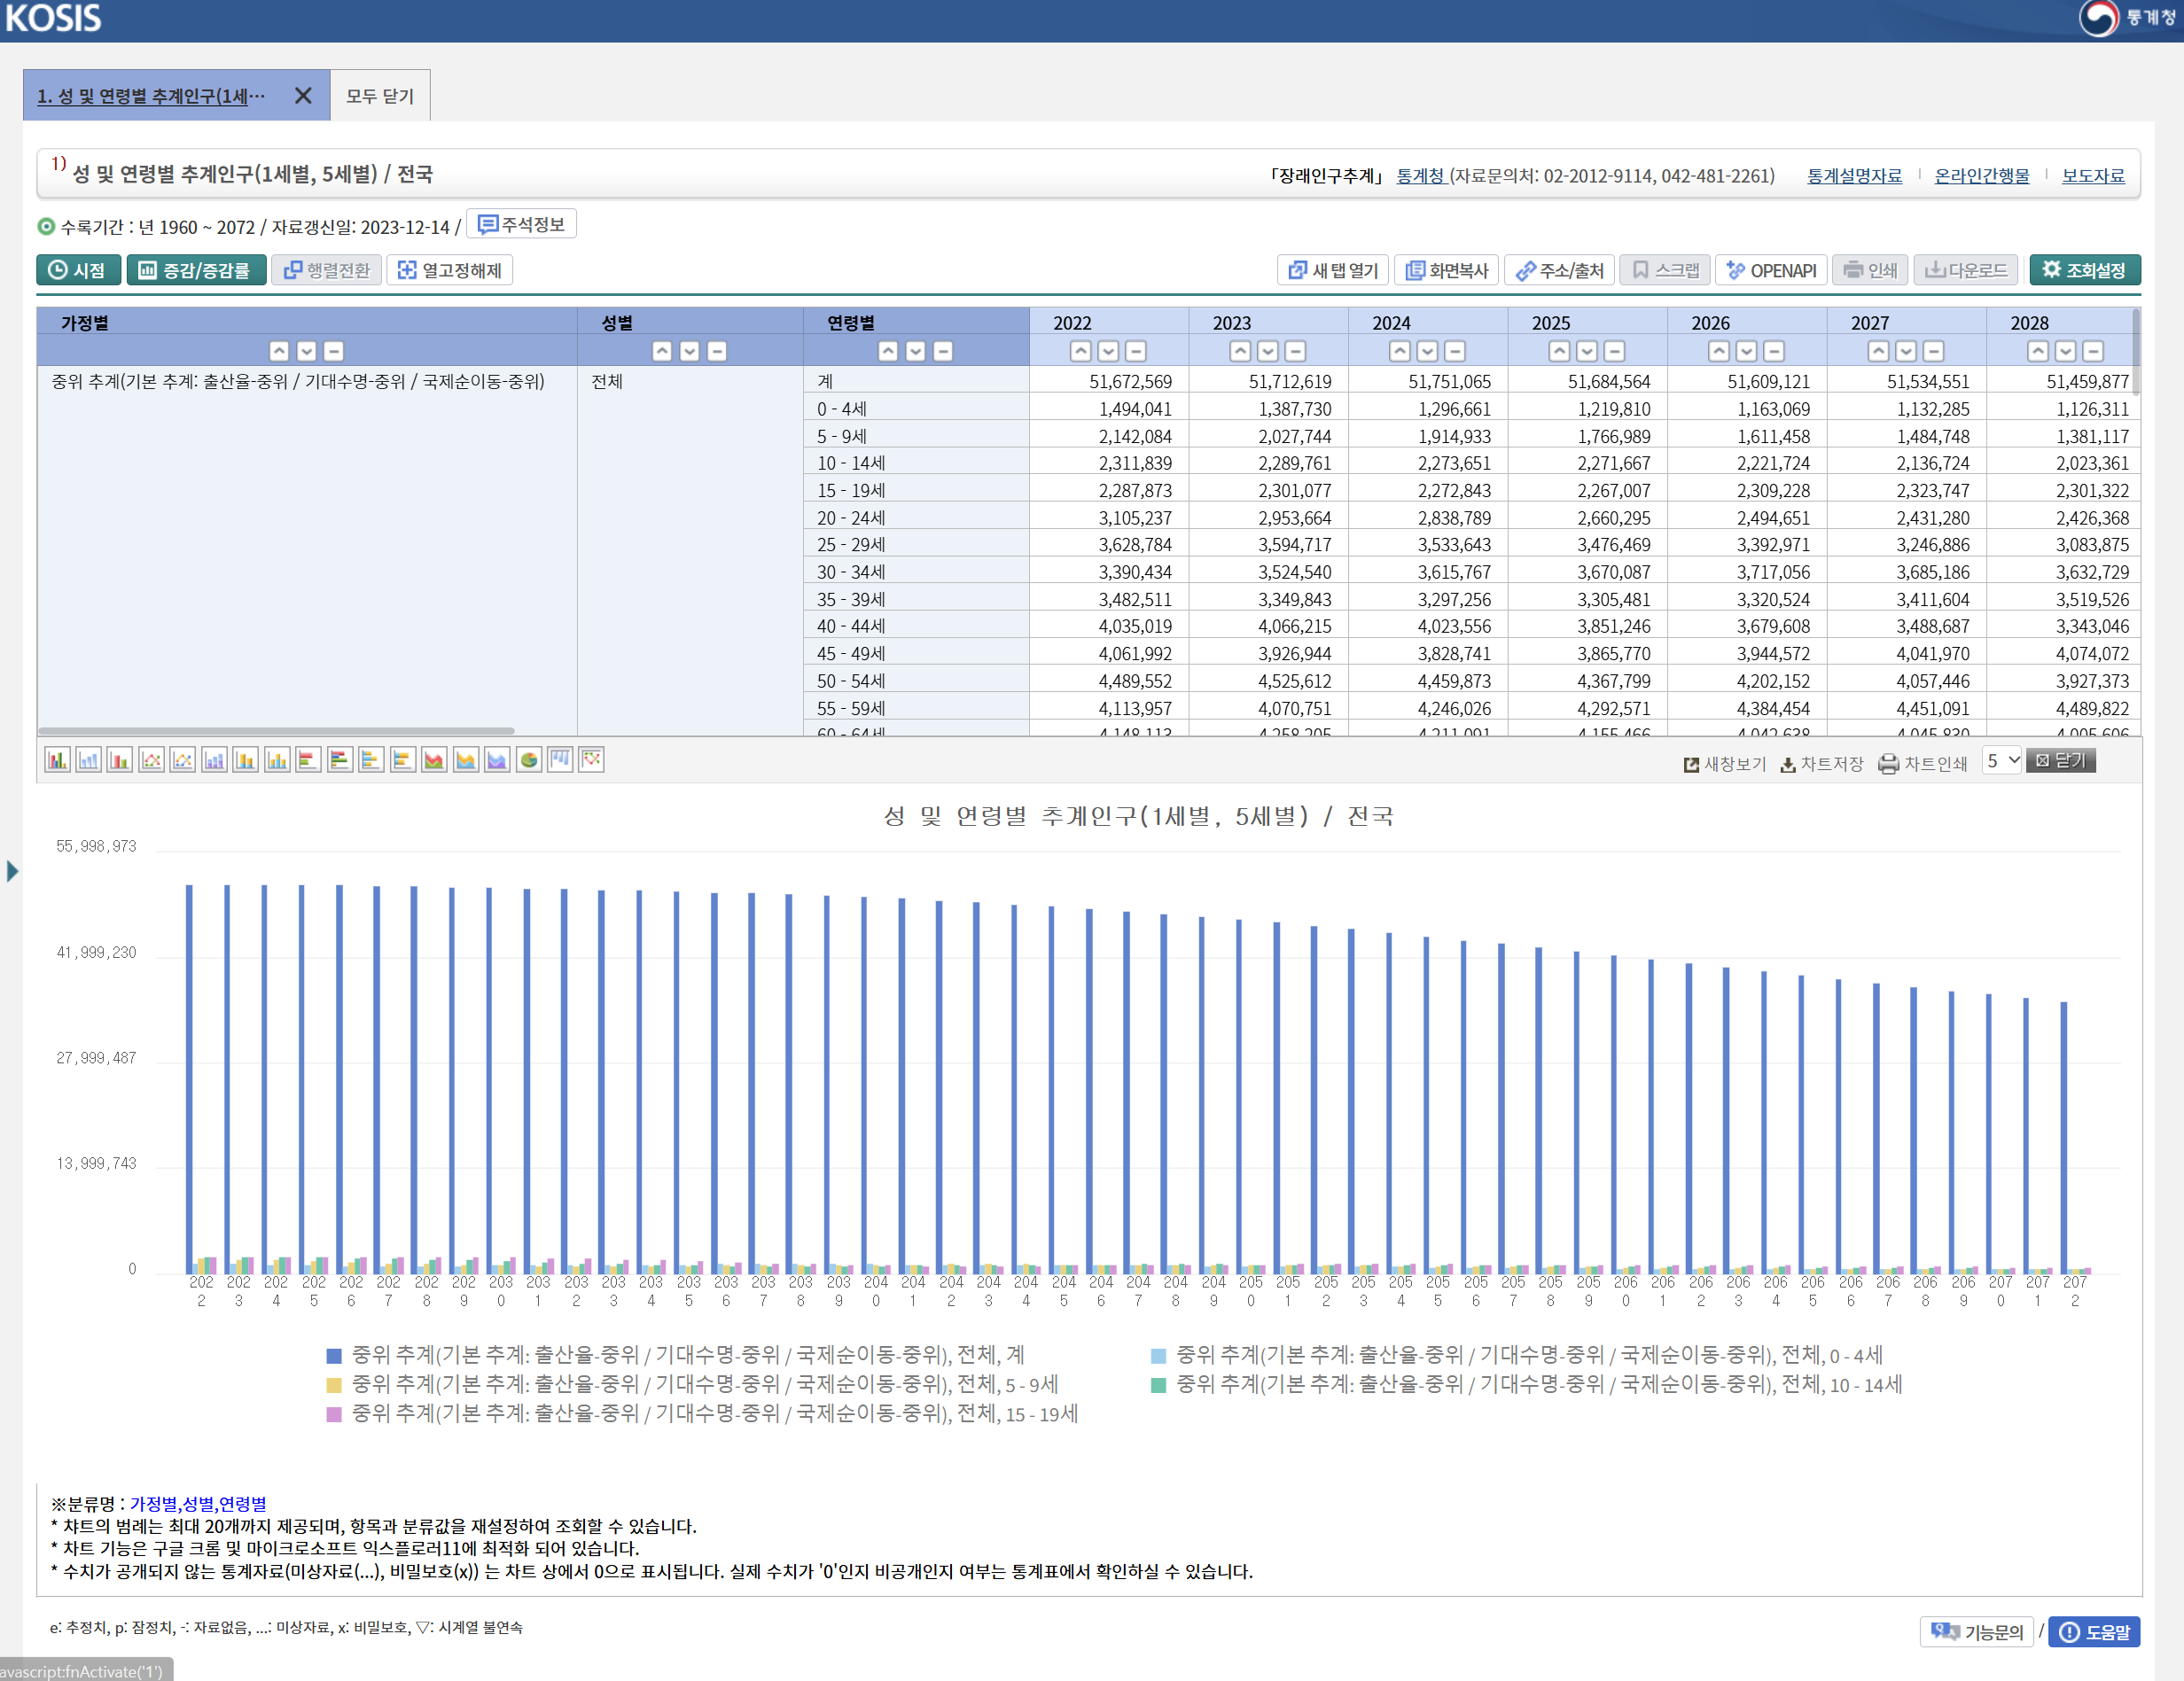 KOSIS
통계청
1. 성 및 연령별 추계인구(1세⋯
모두 닫기
1) 성 및 연령별 추계인구(1세별, 5세별) / 전국
「장래인구추계」 통계청 (자료문의처: 02-2012-9114, 042-481-2261) 통계설명자료 온라인간행물 보도자료
수록기간 : 년 1960 ~ 2072 / 자료갱신일: 2023-12-14 / 주석정보
시점 증감/증감률 행렬전환 열고정해제 새 탭 열기 화면복사 주소/출처 스크랩 OPENAPI 인쇄 다운로드 조회설정
가정별 성별 연령별 2022 2023 2024 2025 2026 2027 2028
중위 추계(기본 추계: 출산율-중위 / 기대수명-중위 / 국제순이동-중위) 전체 계 51,672,569 51,712,619 51,751,065 51,684,564 51,609,121 51,534,551 51,459,877
0 - 4세 1,494,041 1,387,730 1,296,661 1,219,810 1,163,069 1,132,285 1,126,311
5 - 9세 2,142,084 2,027,744 1,914,933 1,766,989 1,611,458 1,484,748 1,381,117
10 - 14세 2,311,839 2,289,761 2,273,651 2,271,667 2,221,724 2,136,724 2,023,361
15 - 19세 2,287,873 2,301,077 2,272,843 2,267,007 2,309,228 2,323,747 2,301,322
20 - 24세 3,105,237 2,953,664 2,838,789 2,660,295 2,494,651 2,431,280 2,426,368
25 - 29세 3,628,784 3,594,717 3,533,643 3,476,469 3,392,971 3,246,886 3,083,875
30 - 34세 3,390,434 3,524,540 3,615,767 3,670,087 3,717,056 3,685,186 3,632,729
35 - 39세 3,482,511 3,349,843 3,297,256 3,305,481 3,320,524 3,411,604 3,519,526
40 - 44세 4,035,019 4,066,215 4,023,556 3,851,246 3,679,608 3,488,687 3,343,046
45 - 49세 4,061,992 3,926,944 3,828,741 3,865,770 3,944,572 4,041,970 4,074,072
50 - 54세 4,489,552 4,525,612 4,459,873 4,367,799 4,202,152 4,057,446 3,927,373
55 - 59세 4,113,957 4,070,751 4,246,026 4,292,571 4,384,454 4,451,091 4,489,822
60 - 64세
새창보기 차트저장 차트인쇄 5 닫기
성 및 연령별 추계인구(1세별, 5세별) / 전국
55,998,973
41,999,230
27,999,487
13,999,743
0
2022 2023 2024 2025 2026 2027 2028 2029 2030 2031 2032 2033 2034 2035 2036 2037 2038 2039 2040 2041 2042 2043 2044 2045 2046 2047 2048 2049 2050 2051 2052 2053 2054 2055 2056 2057 2058 2059 2060 2061 2062 2063 2064 2065 2066 2067 2068 2069 2070 2071 2072
중위 추계(기본 추계: 출산율-중위 / 기대수명-중위 / 국제순이동-중위), 전체, 계 중위 추계(기본 추계: 출산율-중위 / 기대수명-중위 / 국제순이동-중위), 전체, 0 - 4세
중위 추계(기본 추계: 출산율-중위 / 기대수명-중위 / 국제순이동-중위), 전체, 5 - 9세 중위 추계(기본 추계: 출산율-중위 / 기대수명-중위 / 국제순이동-중위), 전체, 10 - 14세
중위 추계(기본 추계: 출산율-중위 / 기대수명-중위 / 국제순이동-중위), 전체, 15 - 19세
※분류명 : 가정별,성별,연령별
* 챠트의 범례는 최대 20개까지 제공되며, 항목과 분류값을 재설정하여 조회할 수 있습니다.
* 차트 기능은 구글 크롬 및 마이크로소프트 익스플로러11에 최적화 되어 있습니다.
* 수치가 공개되지 않는 통계자료(미상자료(...), 비밀보호(x)) 는 차트 상에서 0으로 표시됩니다. 실제 수치가 '0'인지 비공개인지 여부는 통계표에서 확인하실 수 있습니다.
e: 추정치, p: 잠정치, -: 자료없음, ...: 미상자료, x: 비밀보호, ▽: 시계열 불연속
기능문의 / 도움말
avascript:fnActivate('1')